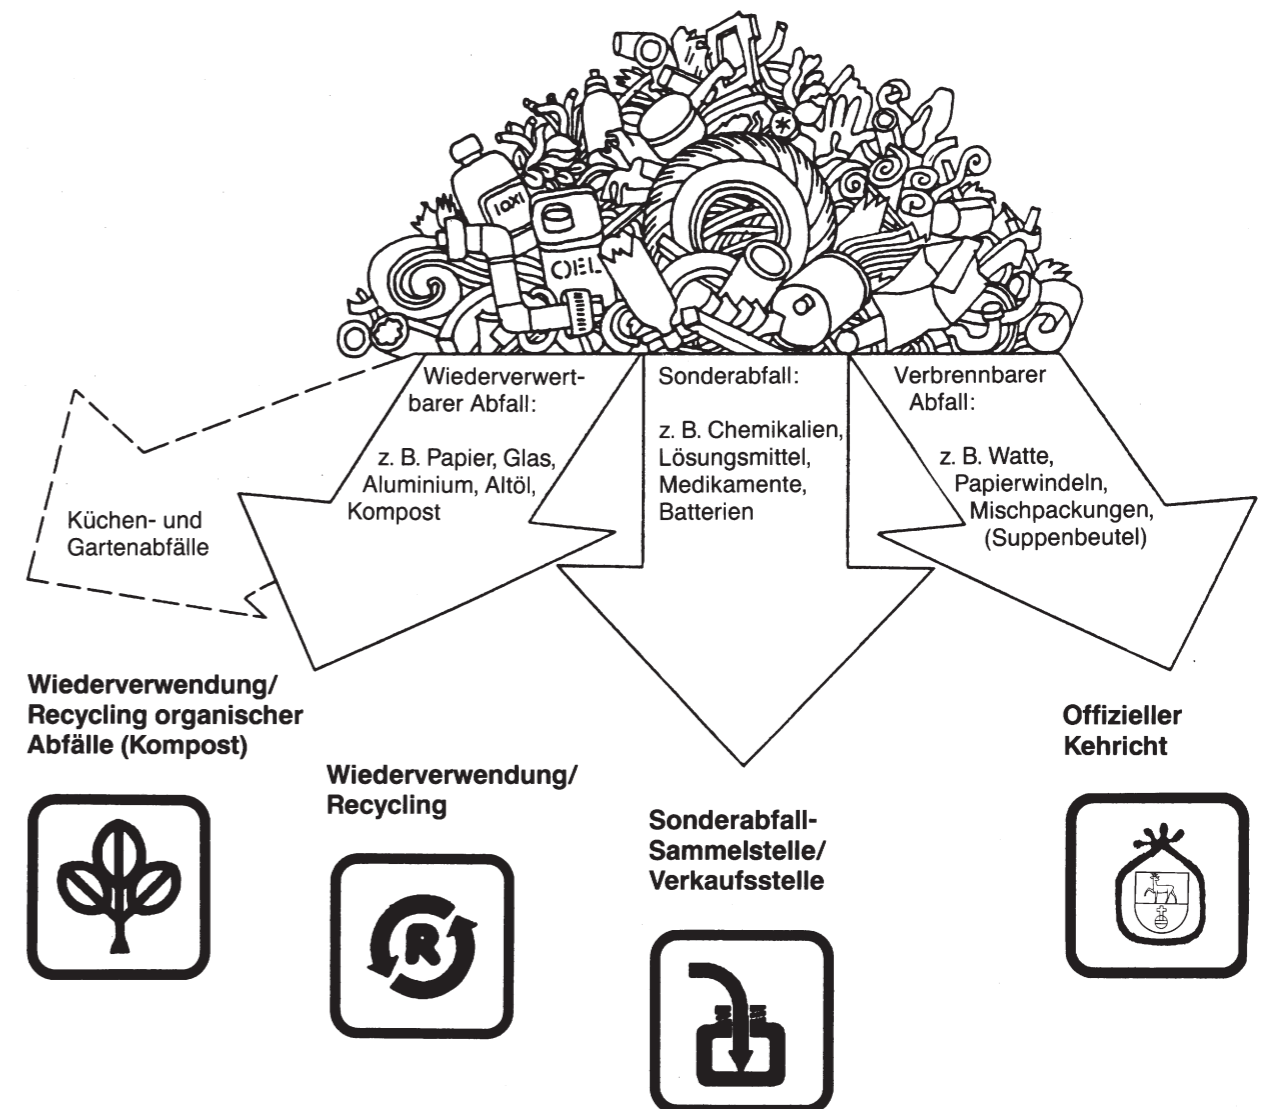 TOXI
OEL
Wiederverwert-
barer Abfall:
z. B. Papier, Glas,
Aluminium, Altöl,
Kompost
Sonderabfall:
z. B. Chemikalien,
Lösungsmittel,
Medikamente,
Batterien
Verbrennbarer
Abfall:
z. B. Watte,
Papierwindeln,
Mischpackungen,
(Suppenbeutel)
Küchen- und
Gartenabfälle
Wiederverwendung/
Recycling organischer
Abfälle (Kompost)
Wiederverwendung/
Recycling
R
Sonderabfall-
Sammelstelle/
Verkaufsstelle
Offizieller
Kehricht